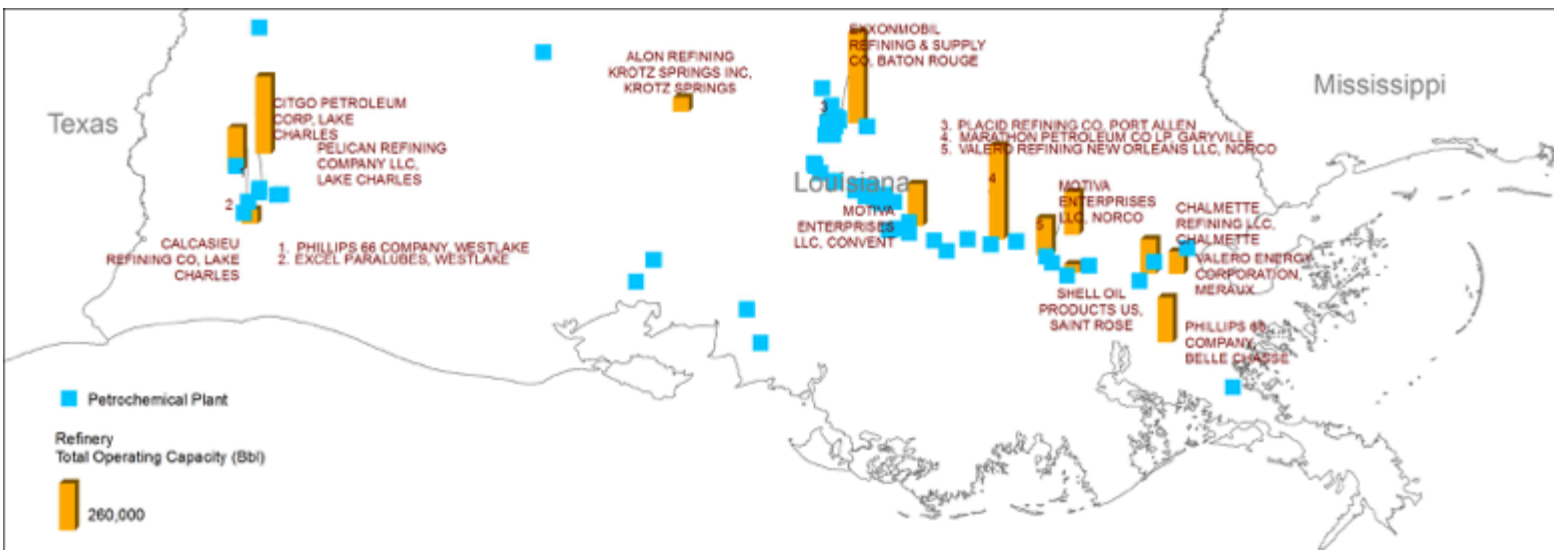 EXXONMOBIL
REFINING & SUPPLY
CO, BATON ROUGE
ALON REFINING
KROTZ SPRINGS INC,
KROTZ SPRINGS
Mississippi
Texas
CITGO PETROLEUM
CORP, LAKE
CHARLES
3
3. PLACID REFINING CO, PORT ALLEN
4. MARATHON PETROLEUM CO LP, GARYVILLE
5. VALERO REFINING NEW ORLEANS LLC, NORCO
PELICAN REFINING
COMPANY LLC,
LAKE CHARLES
Louisiana
4
MOTIVA
ENTERPRISES
LLC, NORCO
2
MOTIVA
ENTERPRISES
LLC, CONVENT
5
CHALMETTE
REFINING LLC,
CHALMETTE
CALCASIEU
REFINING CO, LAKE
CHARLES
1. PHILLIPS 66 COMPANY, WESTLAKE
2. EXCEL PARALUBES, WESTLAKE
VALERO ENERGY
CORPORATION,
MERAUX
SHELL OIL
PRODUCTS US,
SAINT ROSE
PHILLIPS 66
COMPANY,
BELLE CHASSE
Petrochemical Plant
Refinery
Total Operating Capacity (Bbl)
260,000